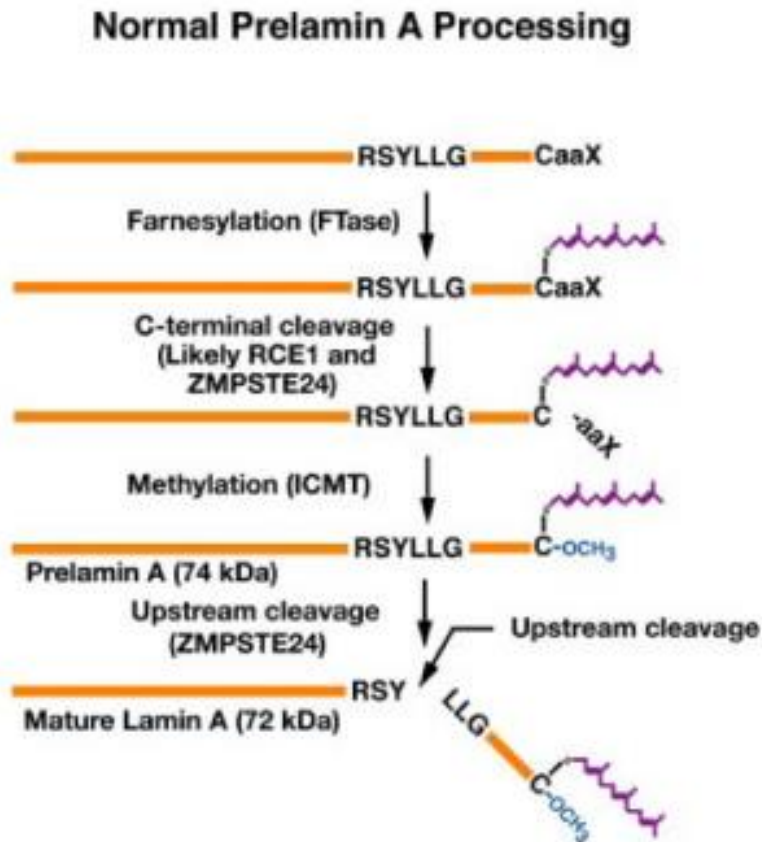 Normal Prelamin A Processing
RSYLLG CaaX
Farnesylation (FTase)
RSYLLG CaaX
C-terminal cleavage
(Likely RCE1 and
ZMPSTE24)
RSYLLG C -aaX
Methylation (ICMT)
RSYLLG C-OCH3
Prelamin A (74 kDa)
Upstream cleavage
(ZMPSTE24)
Upstream cleavage
RSY LLG
Mature Lamin A (72 kDa)
C-OCH3